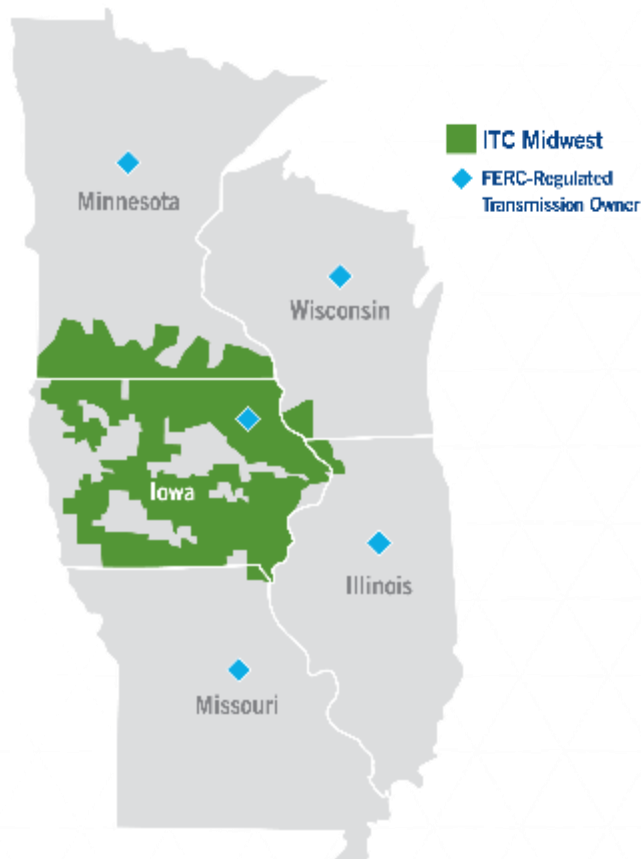 ITC Midwest
FERC-Regulated
Transmission Owner
Minnesota
Wisconsin
Iowa
Illinois
Missouri